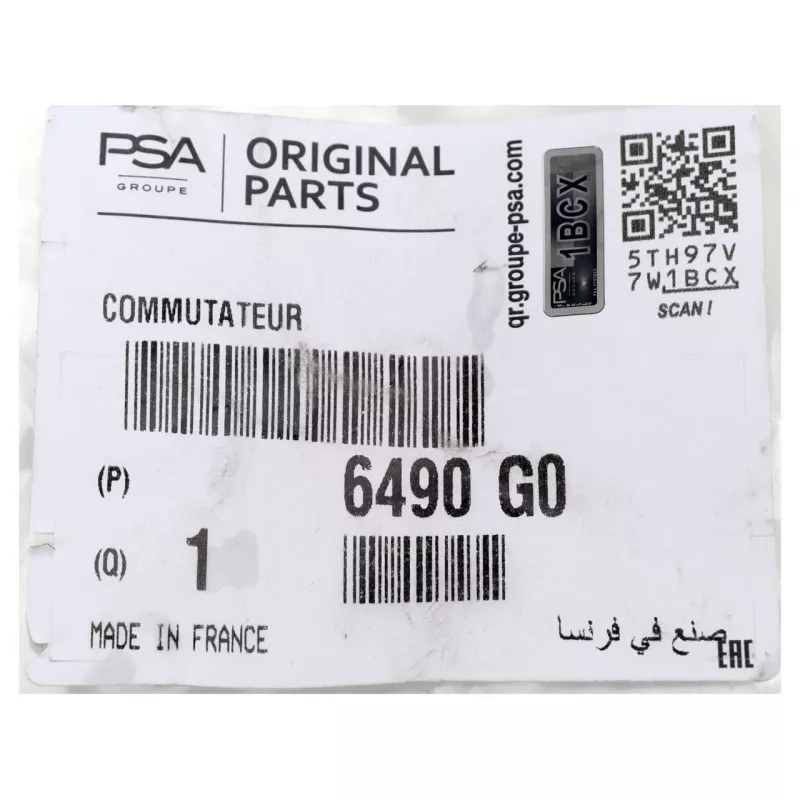 PSA
GROUPE
ORIGINAL
PARTS
qr.groupe-psa.com
PSA
1BCX
5TH97V
7W1BCX
SCAN!
COMMUTATEUR
(P)
6490 G0
(Q) 1
MADE IN FRANCE
صنع في فرنسا
EAC